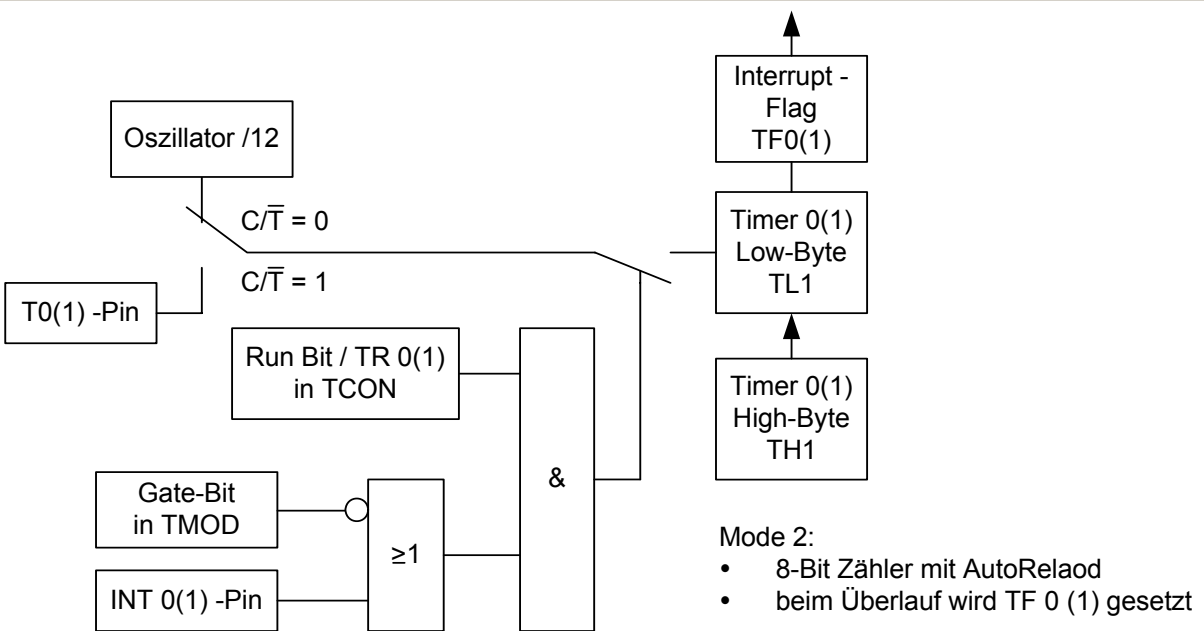 Interrupt -
Flag
TF0(1)
Oszillator /12
C/T̅ = 0
Timer 0(1)
Low-Byte
TL1
C/T̅ = 1
T0(1) -Pin
Run Bit / TR 0(1)
in TCON
Timer 0(1)
High-Byte
TH1
&
Gate-Bit
in TMOD
≥1
INT 0(1) -Pin
Mode 2:
• 8-Bit Zähler mit AutoRelaod
• beim Überlauf wird TF 0 (1) gesetzt